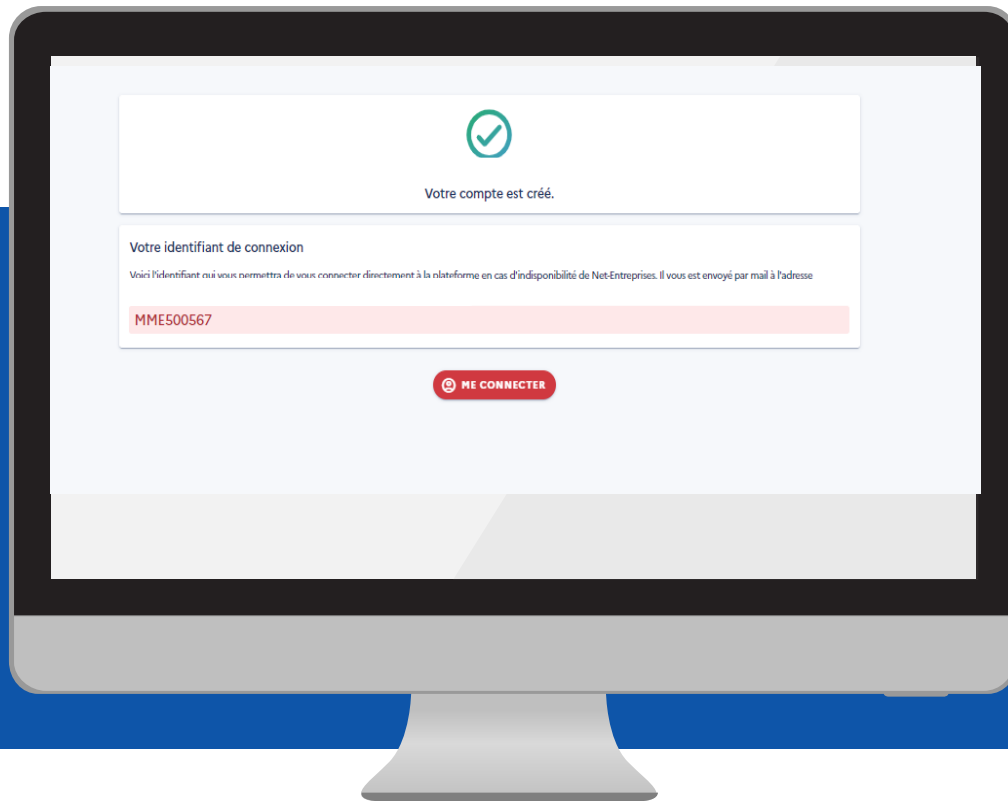 Votre compte est créé.
Votre identifiant de connexion
Voici l'identifiant qui vous permettra de vous connecter directement à la plateforme en cas d'indisponibilité de Net-Entreprises. Il vous est envoyé par mail à l'adresse
MME500567
ME CONNECTER